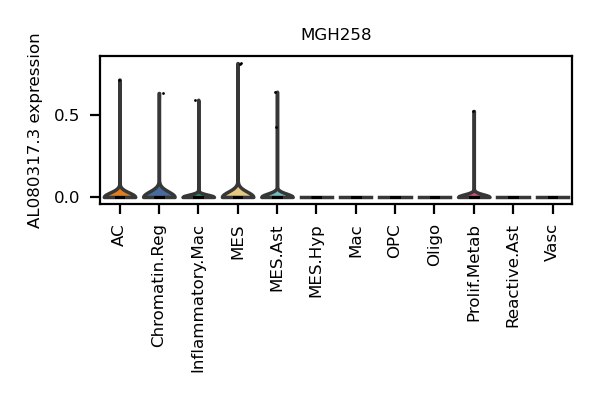 MGH258
AL080317.3 expression
0.5
0.0
AC
Chromatin.Reg
Inflammatory.Mac
MES
MES.Ast
MES.Hyp
Mac
OPC
Oligo
Prolif.Metab
Reactive.Ast
Vasc